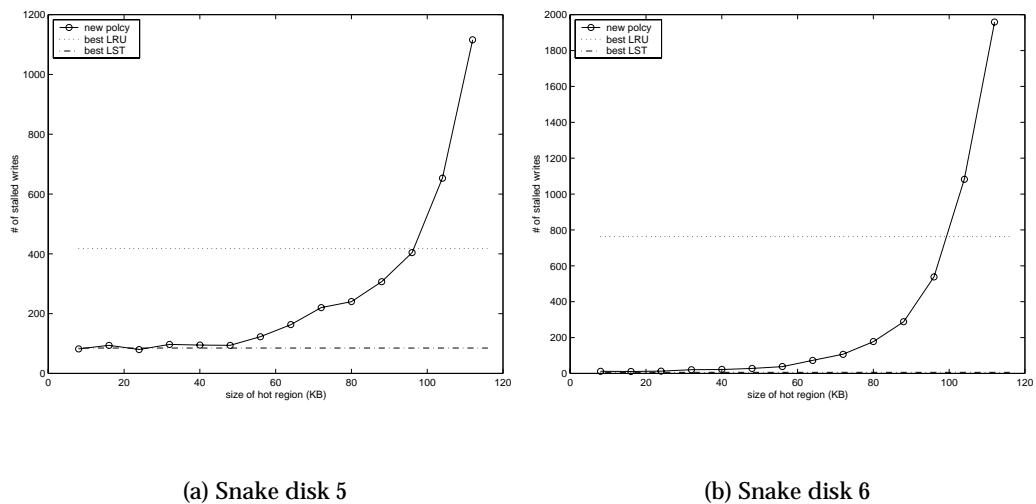 1200
1000
800
600
400
200
0
0 20 40 60 80 100 120
# of stalled writes
size of hot region (KB)
new polcy
best LRU
best LST
(a) Snake disk 5
2000
1800
1600
1400
1200
1000
800
600
400
200
0
0 20 40 60 80 100 120
# of stalled writes
size of hot region (KB)
new policy
best LRU
best LST
(b) Snake disk 6